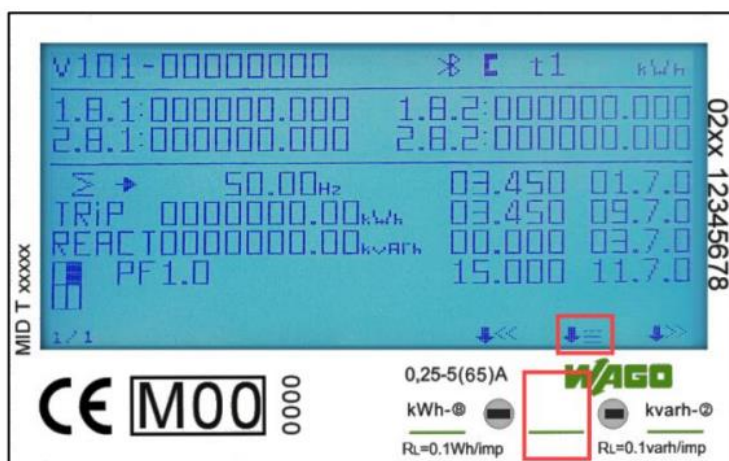 V101-00000000 t1 kWh
1.8.1:000000.000 1.8.2:000000.000
2.8.1:000000.000 2.8.2:000000.000
Σ 50.00Hz 03.450 01.7.0
TRiP 0000000.00kWh 03.450 09.7.0
REACT0000000.00kvArh 00.000 03.7.0
PF1.0 15.000 11.7.0
1/1 << >>
MID T xxxxx
02xx 12345678
CE M00 0000
0,25-5(65)A WAGO
kWh-⑧ kvarh-②
RL=0.1Wh/imp RL=0.1varh/imp